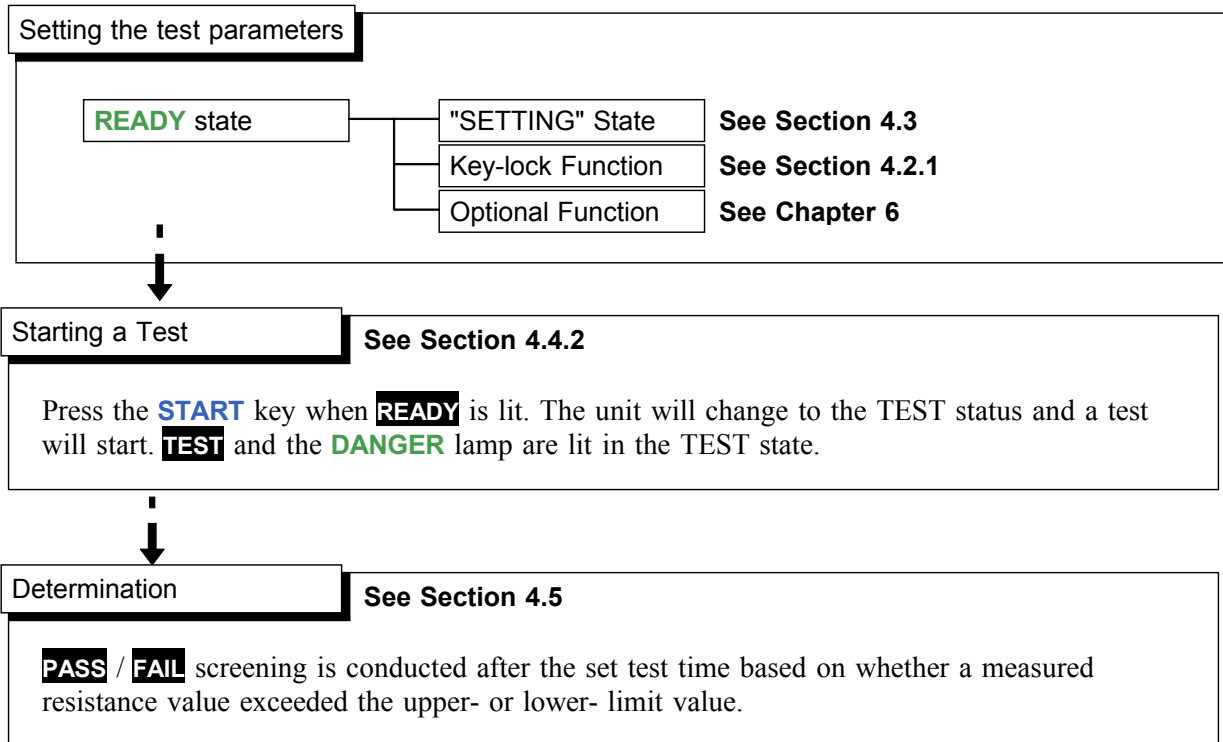 Setting the test parameters
READY state
"SETTING" State See Section 4.3
Key-lock Function See Section 4.2.1
Optional Function See Chapter 6
Starting a Test See Section 4.4.2
Press the START key when READY is lit. The unit will change to the TEST status and a test
will start. TEST and the DANGER lamp are lit in the TEST state.
Determination See Section 4.5
PASS / FAIL screening is conducted after the set test time based on whether a measured
resistance value exceeded the upper- or lower- limit value.